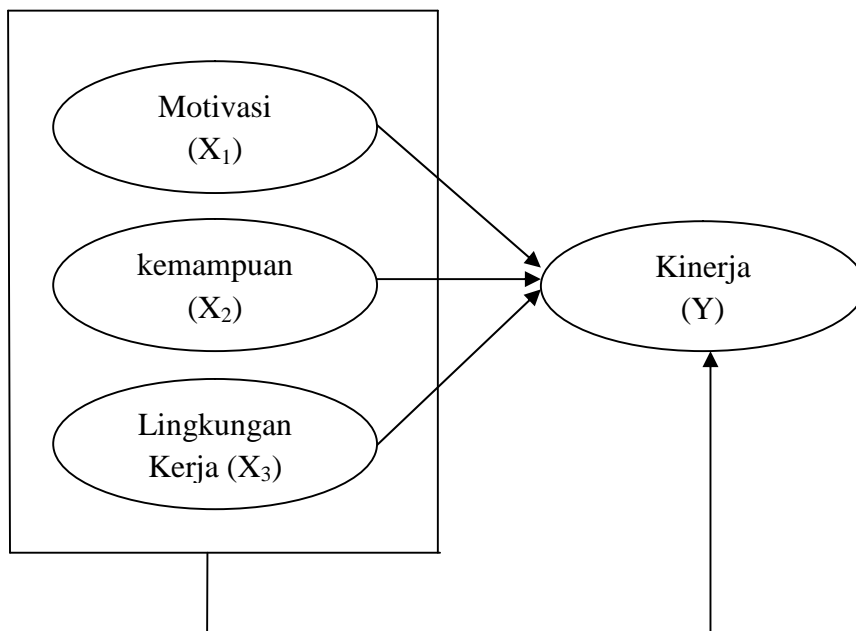 Motivasi
(X₁)
kemampuan
(X₂)
Lingkungan
Kerja (X₃)
Kinerja
(Y)